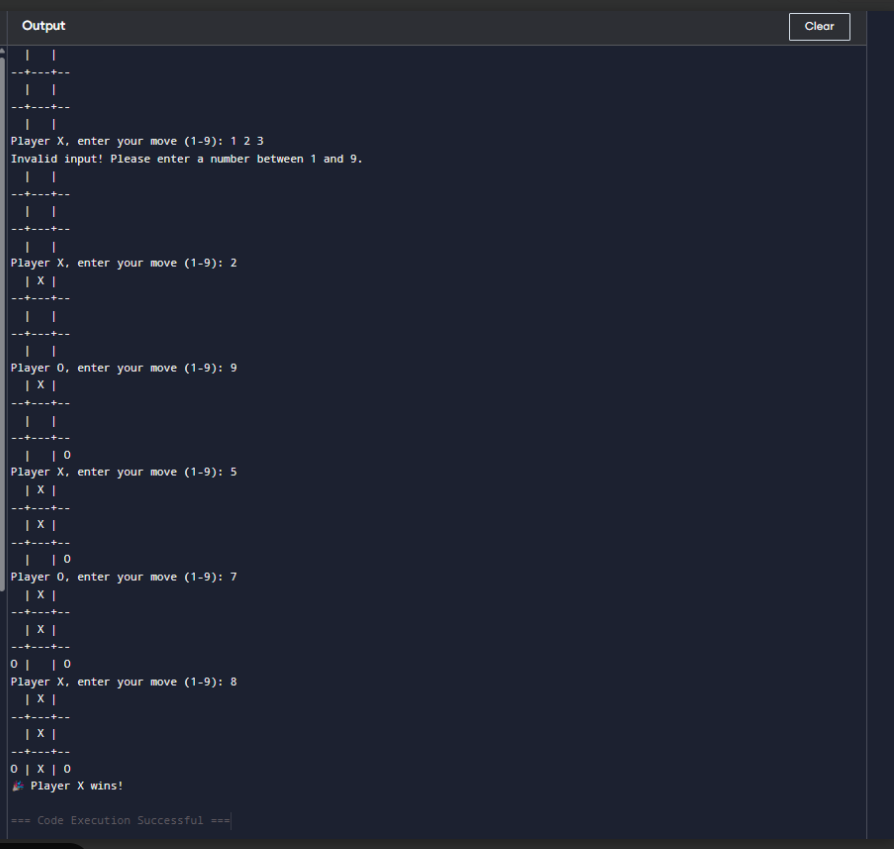 Output
Clear
  |   |
--+---+--
  |   |
--+---+--
  |   |
Player X, enter your move (1-9): 1 2 3
Invalid input! Please enter a number between 1 and 9.
  |   |
--+---+--
  |   |
--+---+--
  |   |
Player X, enter your move (1-9): 2
  | X |
--+---+--
  |   |
--+---+--
  |   |
Player O, enter your move (1-9): 9
  | X |
--+---+--
  |   |
--+---+--
  |   | O
Player X, enter your move (1-9): 5
  | X |
--+---+--
  | X |
--+---+--
  |   | O
Player O, enter your move (1-9): 7
  | X |
--+---+--
  | X |
--+---+--
O |   | O
Player X, enter your move (1-9): 8
  | X |
--+---+--
  | X |
--+---+--
O | X | O
🎉 Player X wins!
=== Code Execution Successful ===